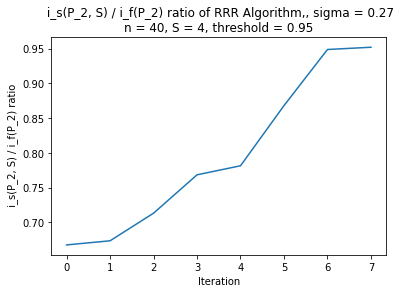 i_s(P_2, S) / i_f(P_2) ratio of RRR Algorithm,, sigma = 0.27
n = 40, S = 4, threshold = 0.95
i_s(P_2, S) / i_f(P_2) ratio
0.95
0.90
0.85
0.80
0.75
0.70
0 1 2 3 4 5 6 7
Iteration